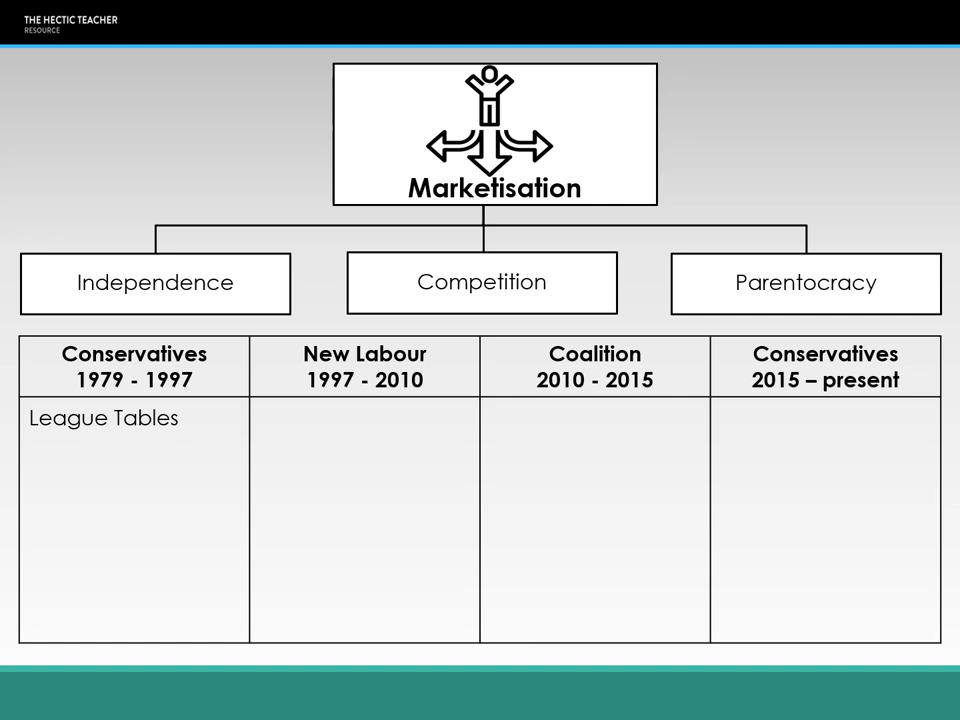 THE HECTIC TEACHER
RESOURCE
Marketisation
Independence
Competition
Parentocracy
Conservatives
1979 - 1997
New Labour
1997 - 2010
Coalition
2010 - 2015
Conservatives
2015 – present
League Tables